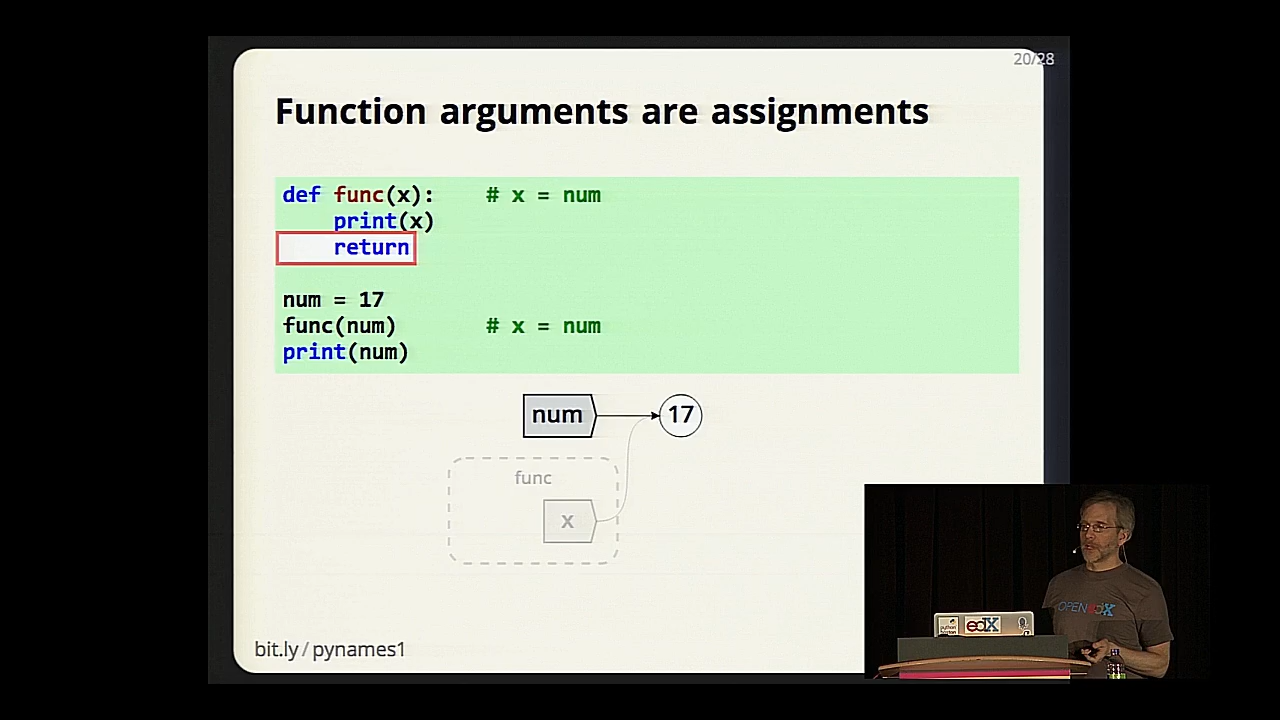 20/28
Function arguments are assignments
def func(x):    # x = num
    print(x)
    return
num = 17
func(num)       # x = num
print(num)
num
17
func
x
bit.ly/pynames1
OPEN edX
python
edX